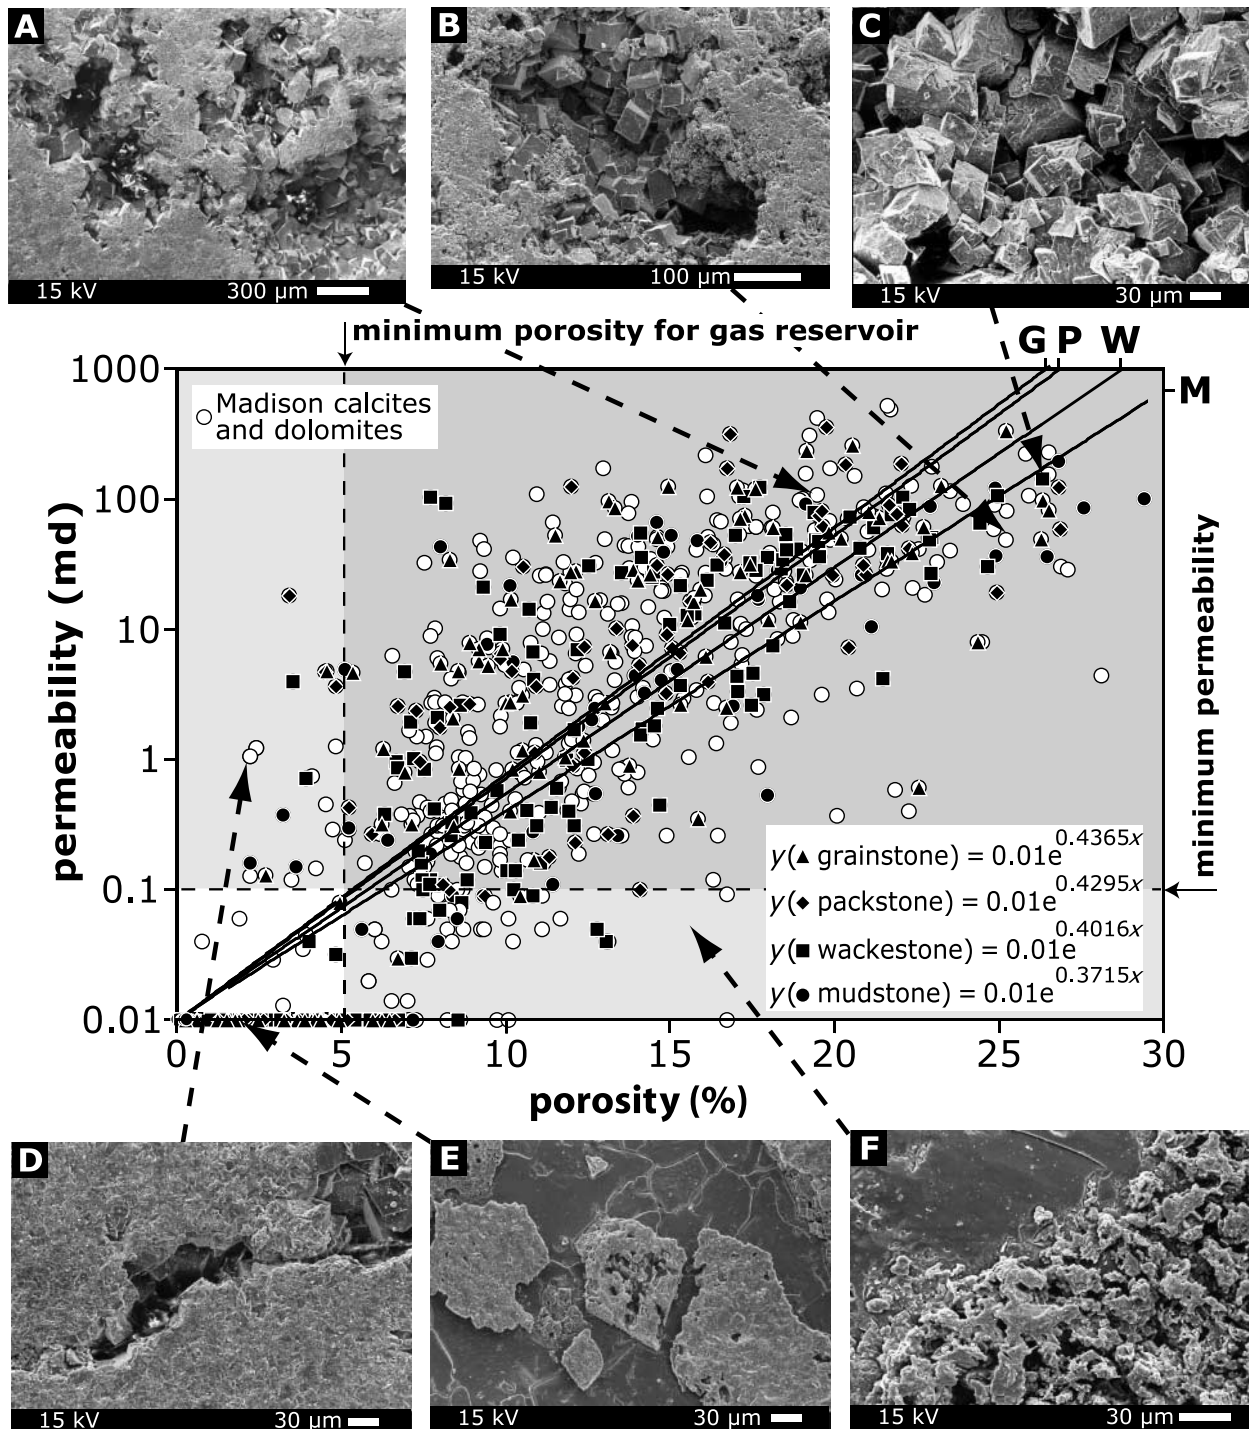 A
B
C
15 kV 300 µm
15 kV 100 µm
15 kV 30 µm
minimum porosity for gas reservoir
G P W
M
1000
100
10
1
0.1
0.01
permeability (md)
Madison calcites
and dolomites
minimum permeability
y(▲ grainstone) = 0.01e^0.4365x
y(◆ packstone) = 0.01e^0.4295x
y(■ wackestone) = 0.01e^0.4016x
y(● mudstone) = 0.01e^0.3715x
0 5 10 15 20 25 30
porosity (%)
D
E
F
15 kV 30 µm
15 kV 30 µm
15 kV 30 µm